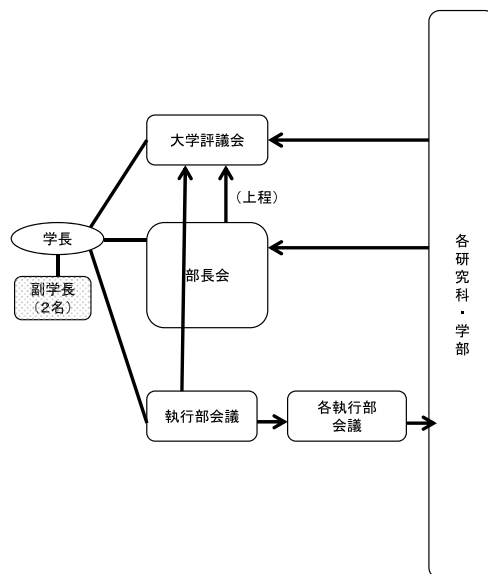 大学評議会
（上程）
学長
部長会
副学長
（２名）
各研究科・学部
執行部会議
各執行部
会議